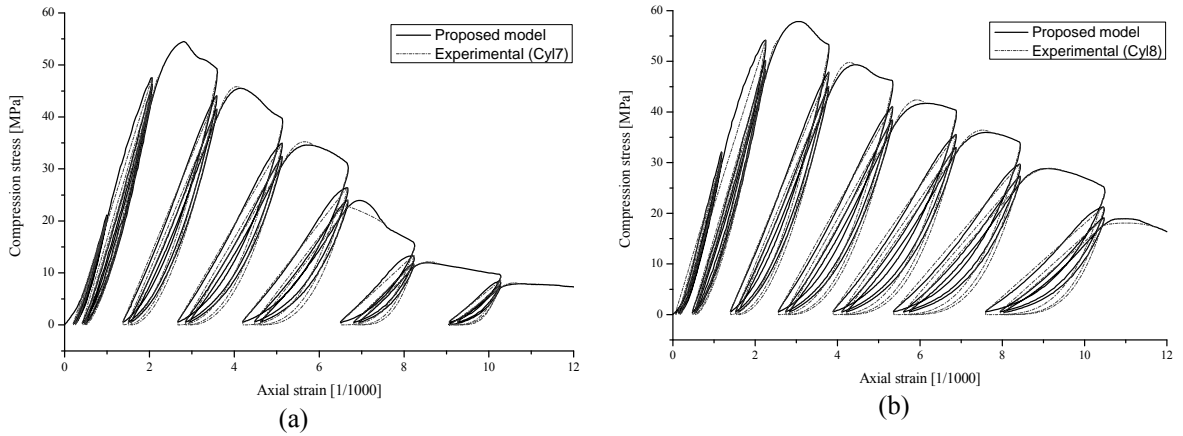 60
50
40
30
20
10
0
Compression stress [MPa]
Proposed model
Experimental (Cyl7)
0 2 4 6 8 10 12
Axial strain [1/1000]
(a)
60
50
40
30
20
10
0
Compression stress [MPa]
Proposed model
Experimental (Cyl8)
0 2 4 6 8 10 12
Axial strain [1/1000]
(b)